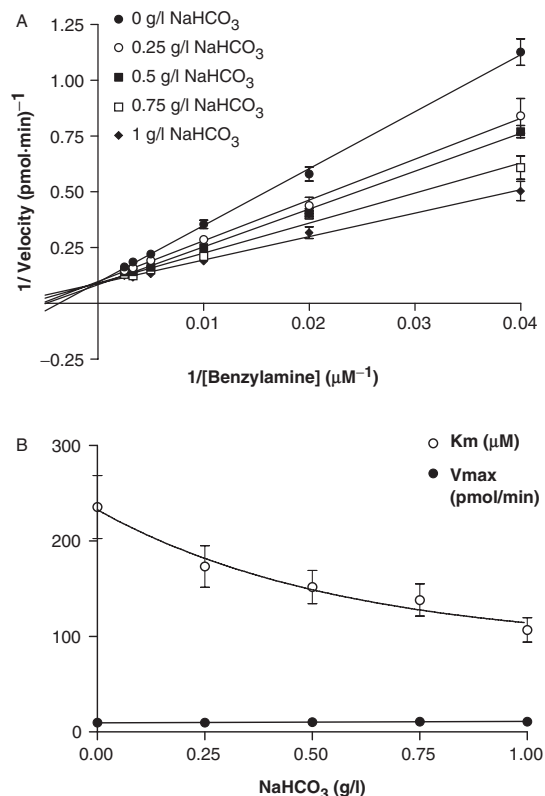 A
0 g/l NaHCO₃
0.25 g/l NaHCO₃
0.5 g/l NaHCO₃
0.75 g/l NaHCO₃
1 g/l NaHCO₃
1.25
1.00
0.75
0.50
0.25
−0.25
1/ Velocity (pmol·min)⁻¹
0.01
0.02
0.03
0.04
1/[Benzylamine] (μM⁻¹)
B
Km (μM)
Vmax
(pmol/min)
300
200
100
0
0.00
0.25
0.50
0.75
1.00
NaHCO₃ (g/l)